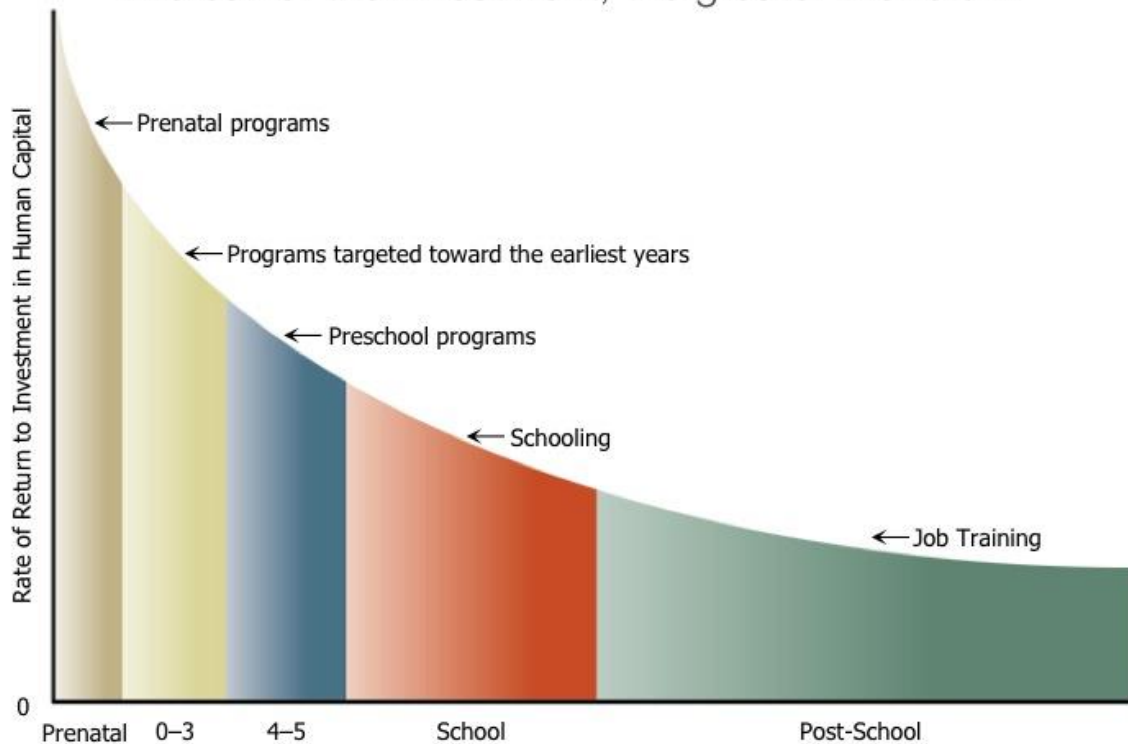 Prenatal programs
Programs targeted toward the earliest years
Preschool programs
Schooling
Job Training
Rate of Return to Investment in Human Capital
0
Prenatal 0–3 4–5 School Post-School